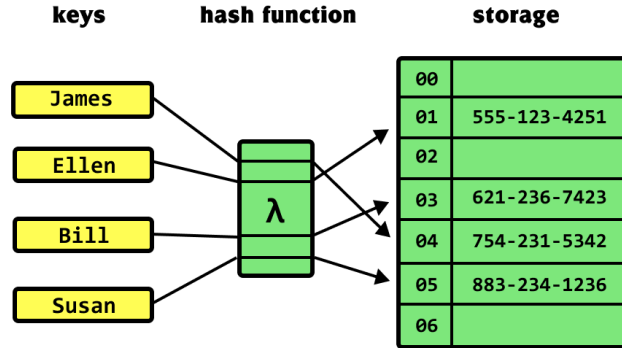 keys hash function storage
James
Ellen
Bill
Susan
λ
00
01 555-123-4251
02
03 621-236-7423
04 754-231-5342
05 883-234-1236
06